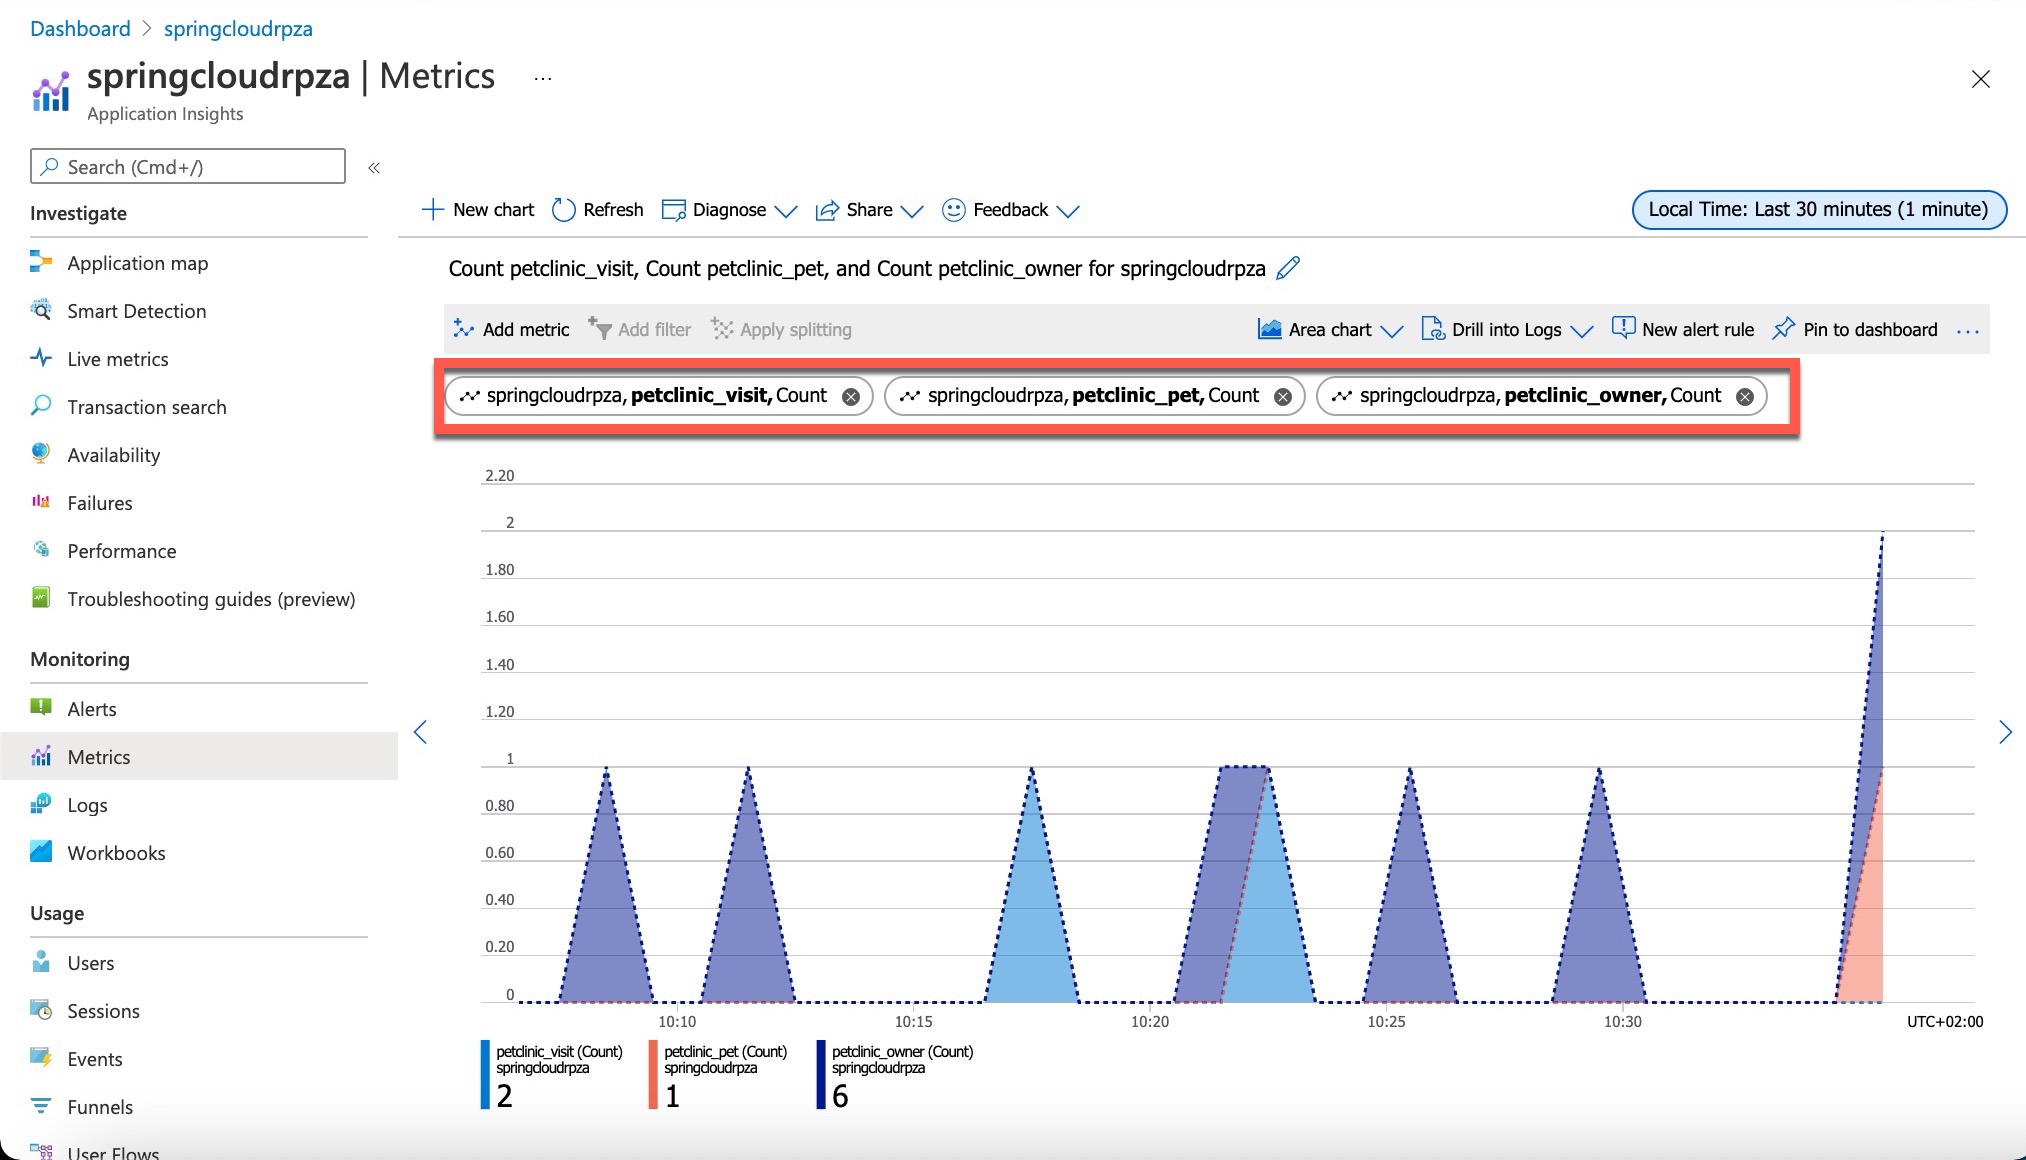 Dashboard > springcloudrpza
springcloudrpza | Metrics ...
Application Insights
Search (Cmd+/)
«
Investigate
Application map
Smart Detection
Live metrics
Transaction search
Availability
Failures
Performance
Troubleshooting guides (preview)
Monitoring
Alerts
Metrics
Logs
Workbooks
Usage
Users
Sessions
Events
Funnels
User Flows
New chart Refresh Diagnose Share Feedback
Local Time: Last 30 minutes (1 minute)
Count petclinic_visit, Count petclinic_pet, and Count petclinic_owner for springcloudrpza
Add metric Add filter Apply splitting Area chart Drill into Logs New alert rule Pin to dashboard ...
springcloudrpza, petclinic_visit, Count springcloudrpza, petclinic_pet, Count springcloudrpza, petclinic_owner, Count
2.20
2
1.80
1.60
1.40
1.20
1
0.80
0.60
0.40
0.20
0
10:10 10:15 10:20 10:25 10:30 UTC+02:00
petclinic_visit (Count)
springcloudrpza
2
petclinic_pet (Count)
springcloudrpza
1
petclinic_owner (Count)
springcloudrpza
6